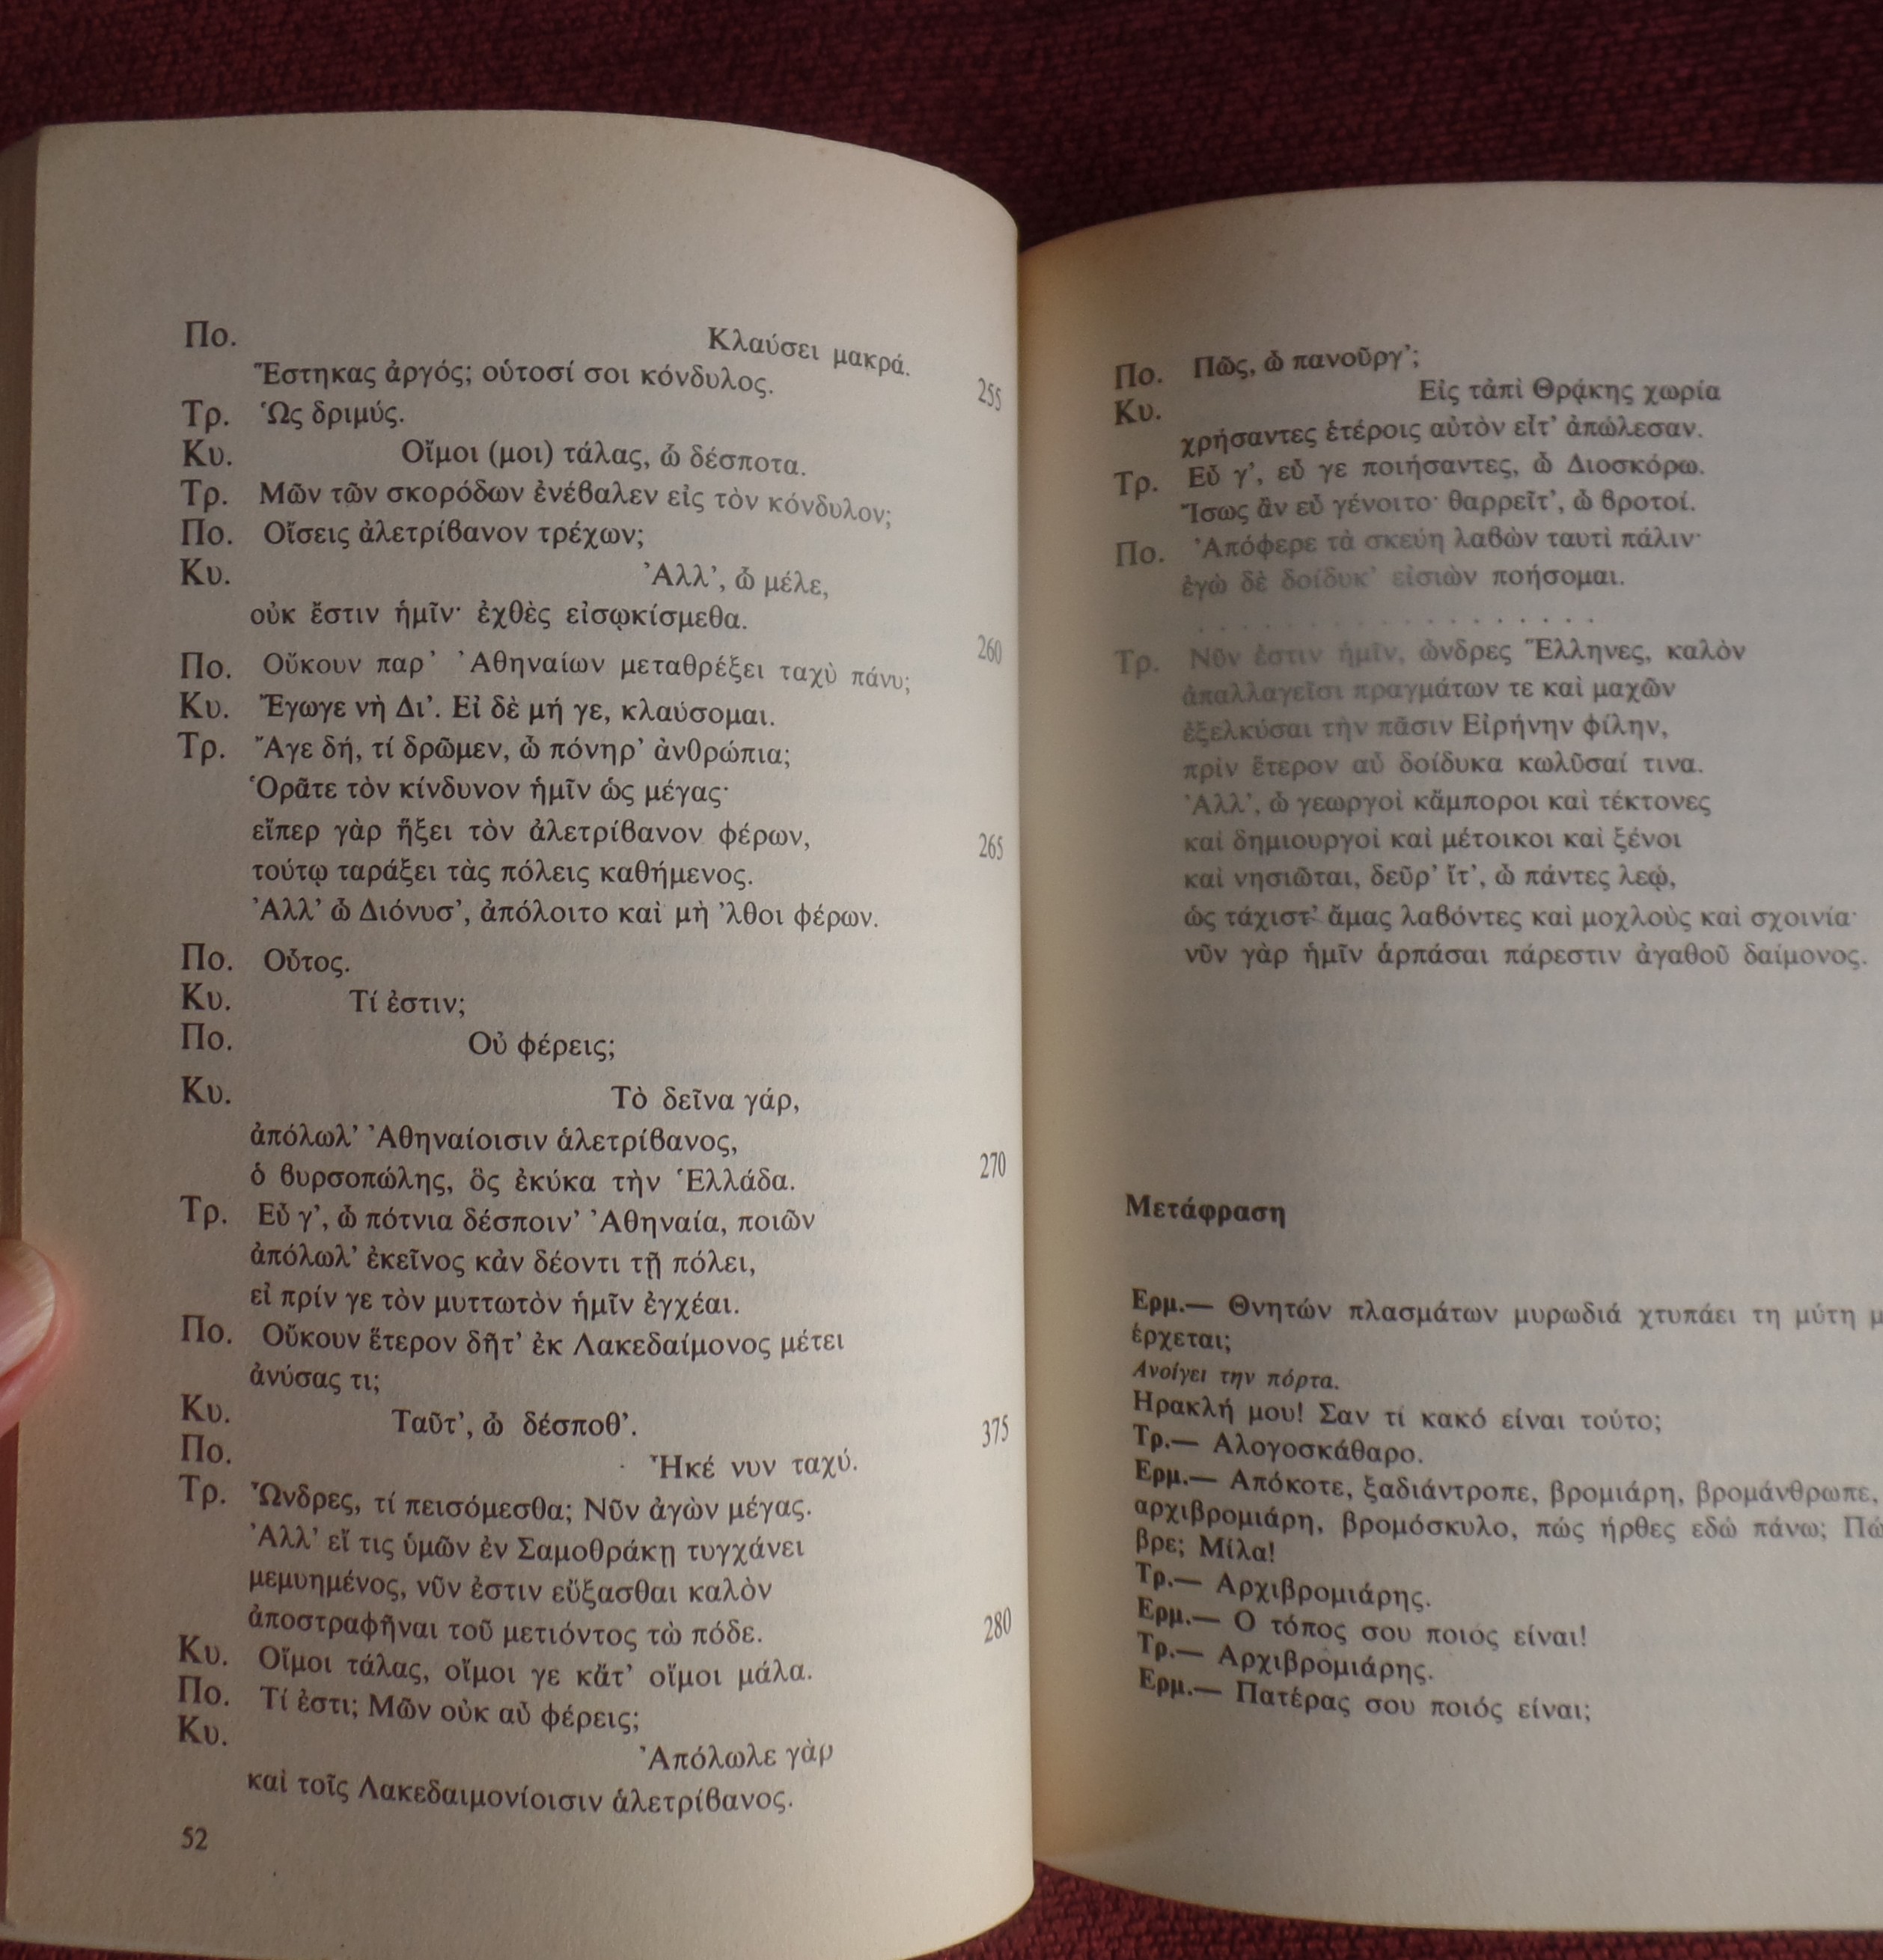 Πο. Κλαύσει μακρά.
Ἕστηκας ἀργός; οὑτοσί σοι κόνδυλος. 255
Τρ. Ὡς δριμύς.
Κυ. Οἴμοι (μοι) τάλας, ὦ δέσποτα.
Τρ. Μῶν τῶν σκορόδων ἐνέβαλεν εἰς τὸν κόνδυλον;
Πο. Οἴσεις ἀλετρίβανον τρέχων;
Κυ. Ἀλλ’, ὦ μέλε,
οὐκ ἔστιν ἡμῖν· ἐχθὲς εἰσῳκίσμεθα. 260
Πο. Οὔκουν παρ’ Ἀθηναίων μεταθρέξει ταχὺ πάνυ;
Κυ. Ἔγωγε νὴ Δι’. Εἰ δὲ μή γε, κλαύσομαι.
Τρ. Ἄγε δή, τί δρῶμεν, ὦ πόνηρ’ ἀνθρώπια;
Ὁρᾶτε τὸν κίνδυνον ἡμῖν ὡς μέγας·
εἴπερ γὰρ ἥξει τὸν ἀλετρίβανον φέρων, 265
τούτῳ ταράξει τὰς πόλεις καθήμενος.
Ἀλλ’ ὦ Διόνυσ’, ἀπόλοιτο καὶ μὴ ’λθοι φέρων.
Πο. Οὗτος.
Κυ. Τί ἐστιν;
Πο. Οὐ φέρεις;
Κυ. Τὸ δεῖνα γάρ,
ἀπόλωλ’ Ἀθηναίοισιν ἁλετρίβανος,
ὁ βυρσοπώλης, ὃς ἐκύκα τὴν Ἑλλάδα. 270
Τρ. Εὖ γ’, ὦ πότνια δέσποιν’ Ἀθηναία, ποιῶν
ἀπόλωλ’ ἐκεῖνος κἀν δέοντι τῇ πόλει,
εἰ πρίν γε τὸν μυττωτὸν ἡμῖν ἐγχέαι.
Πο. Οὔκουν ἕτερον δῆτ’ ἐκ Λακεδαίμονος μέτει
ἀνύσας τι;
Κυ. Ταῦτ’, ὦ δέσποθ’. 375
Πο. Ἧκέ νυν ταχύ.
Τρ. Ὦνδρες, τί πεισόμεσθα; Νῦν ἀγὼν μέγας.
Ἀλλ’ εἴ τις ὑμῶν ἐν Σαμοθράκῃ τυγχάνει
μεμυημένος, νῦν ἐστιν εὔξασθαι καλὸν
ἀποστραφῆναι τοῦ μετιόντος τὼ πόδε. 280
Κυ. Οἴμοι τάλας, οἴμοι γε κἄτ’ οἴμοι μάλα.
Πο. Τί ἐστι; Μῶν οὐκ αὖ φέρεις;
Κυ. Ἀπόλωλε γὰρ
καὶ τοῖς Λακεδαιμονίοισιν ἁλετρίβανος.
52
Πο. Πῶς, ὦ πανοῦργ’;
Κυ. Εἰς τἀπὶ Θρᾴκης χωρία
χρήσαντες ἑτέροις αὐτὸν εἶτ’ ἀπώλεσαν.
Τρ. Εὖ γ’, εὖ γε ποιήσαντες, ὦ Διοσκόρω.
Ἴσως ἂν εὖ γένοιτο· θαρρεῖτ’, ὦ βροτοί.
Πο. Ἀπόφερε τὰ σκεύη λαβὼν ταυτὶ πάλιν·
ἐγὼ δὲ δοίδυκ’ εἰσιὼν ποήσομαι.
. . . . . . . . . . . . . . . .
Τρ. Νῦν ἐστιν ἡμῖν, ὦνδρες Ἕλληνες, καλὸν
ἀπαλλαγεῖσι πραγμάτων τε καὶ μαχῶν
ἐξελκύσαι τὴν πᾶσιν Εἰρήνην φίλην,
πρὶν ἕτερον αὖ δοίδυκα κωλῦσαί τινα.
Ἀλλ’, ὦ γεωργοὶ κἄμποροι καὶ τέκτονες
καὶ δημιουργοὶ καὶ μέτοικοι καὶ ξένοι
καὶ νησιῶται, δεῦρ’ ἴτ’, ὦ πάντες λεῴ,
ὡς τάχιστ’ ἄμας λαβόντες καὶ μοχλοὺς καὶ σχοινία·
νῦν γὰρ ἡμῖν ἁρπάσαι πάρεστιν ἀγαθοῦ δαίμονος.
Μετάφραση
Ερμ.— Θνητών πλασμάτων μυρωδιά χτυπάει τη μύτη
έρχεται;
Ανοίγει την πόρτα.
Ηρακλή μου! Σαν τί κακό είναι τούτο;
Τρ.— Αλογοσκάθαρο.
Ερμ.— Απόκοτε, ξαδιάντροπε, βρομιάρη, βρομάνθρωπε,
αρχιβρομιάρη, βρομόσκυλο, πώς ήρθες εδώ πάνω;
βρε; Μίλα!
Τρ.— Αρχιβρομιάρης.
Ερμ.— Ο τόπος σου ποιός είναι!
Τρ.— Αρχιβρομιάρης.
Ερμ.— Πατέρας σου ποιός είναι;